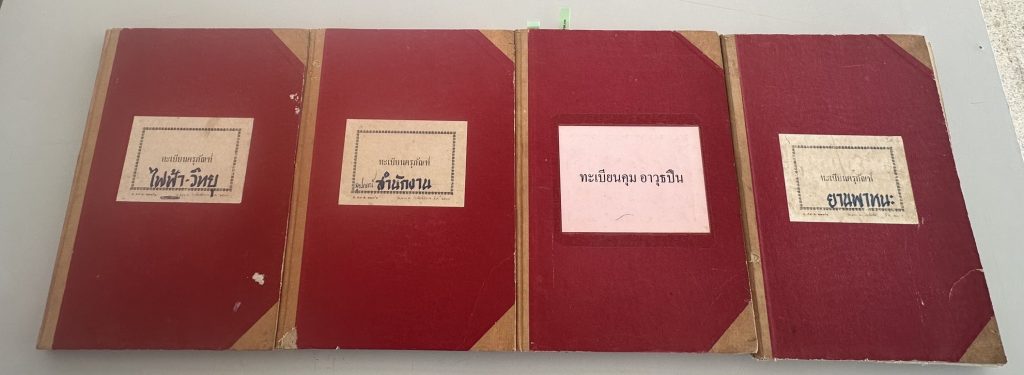 ทะเบียนครุภัณฑ์
ไฟฟ้า-วิทยุ
ทะเบียนครุภัณฑ์
สำนักงาน
ทะเบียนคุม อาวุธปืน
ทะเบียนครุภัณฑ์
ยานพาหนะ